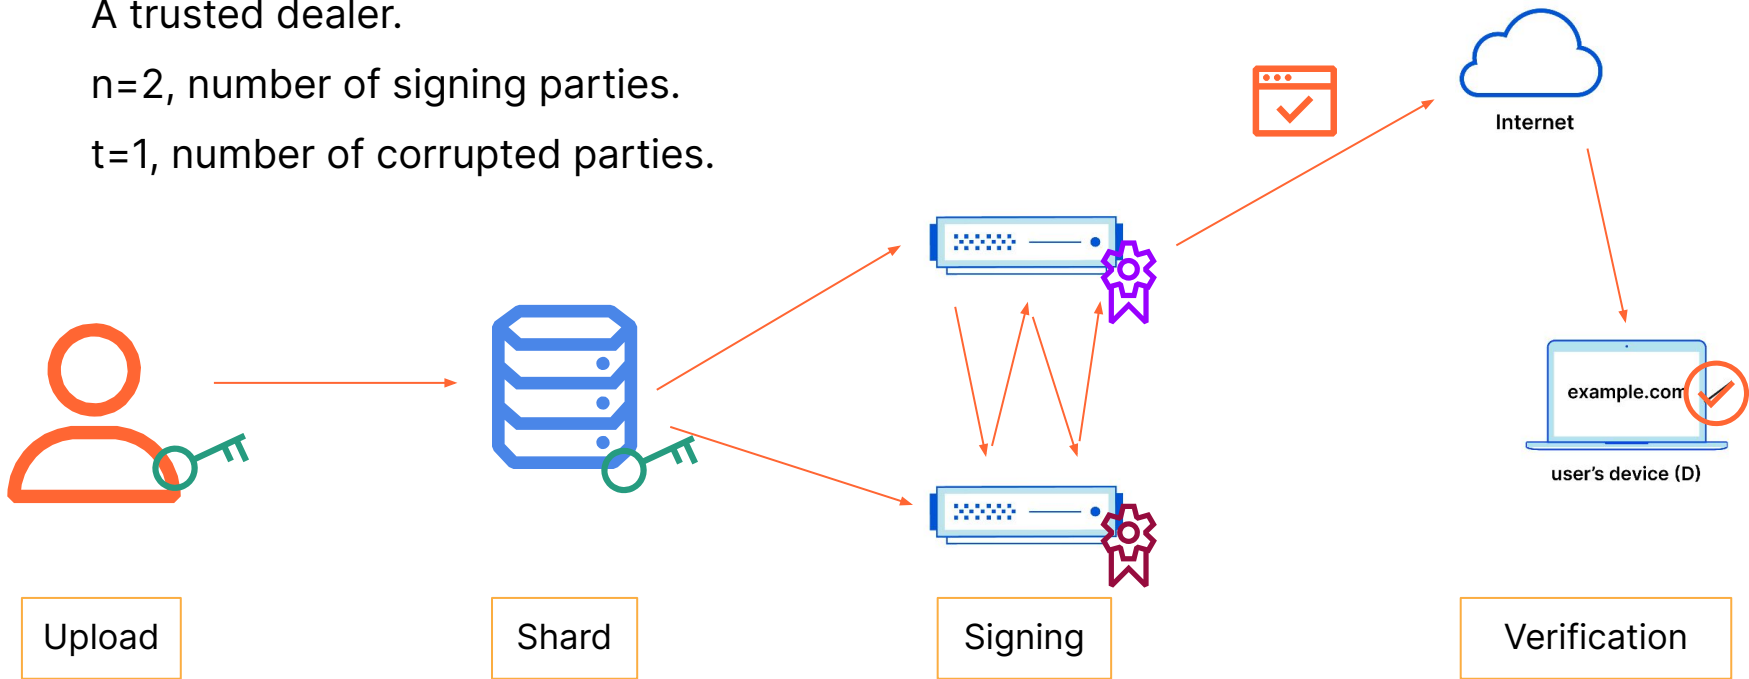 A trusted dealer.
n=2, number of signing parties.
t=1, number of corrupted parties.
Internet
example.com
user's device (D)
Upload
Shard
Signing
Verification